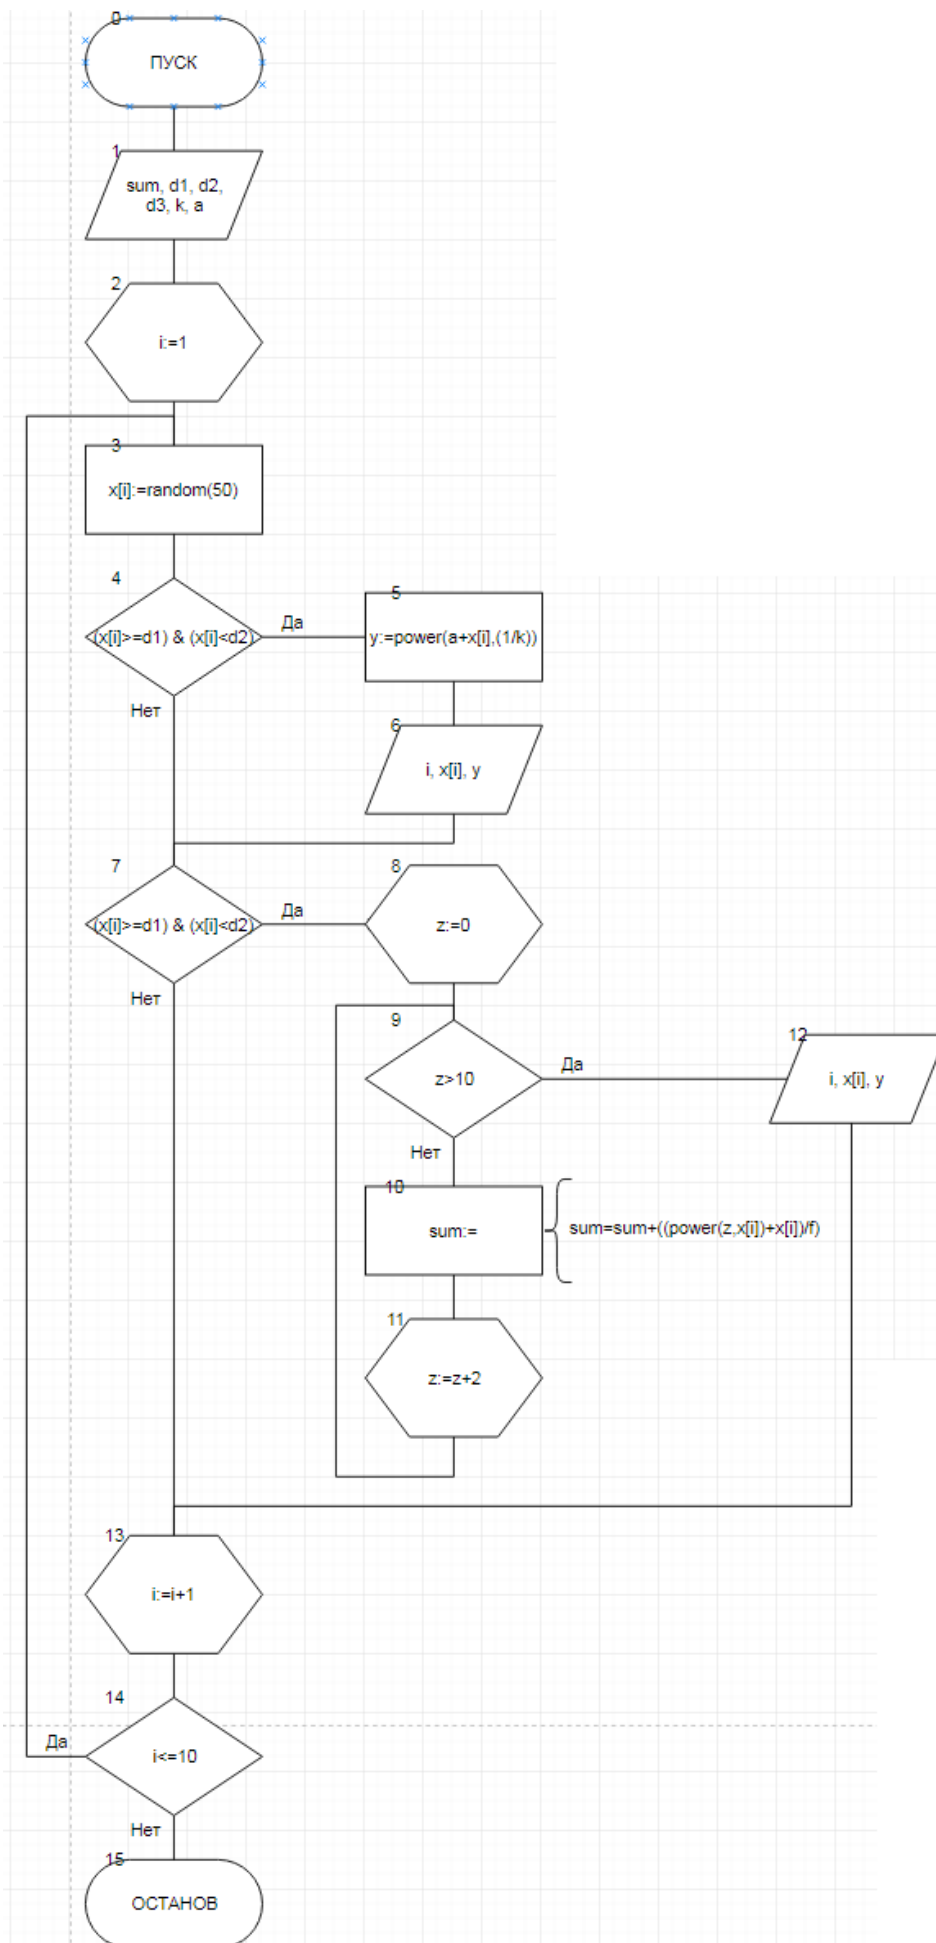 0
ПУСК
1
sum, d1, d2,
d3, k, a
2
i:=1
3
x[i]:=random(50)
4
(x[i]>=d1) & (x[i]<d2)
Да
Нет
5
y:=power(a+x[i],(1/k))
6
i, x[i], y
7
(x[i]>=d1) & (x[i]<d2)
Да
Нет
8
z:=0
9
z>10
Да
Нет
12
i, x[i], y
10
sum:=
sum=sum+((power(z,x[i])+x[i])/f)
11
z:=z+2
13
i:=i+1
14
Да
i<=10
Нет
15
ОСТАНОВ